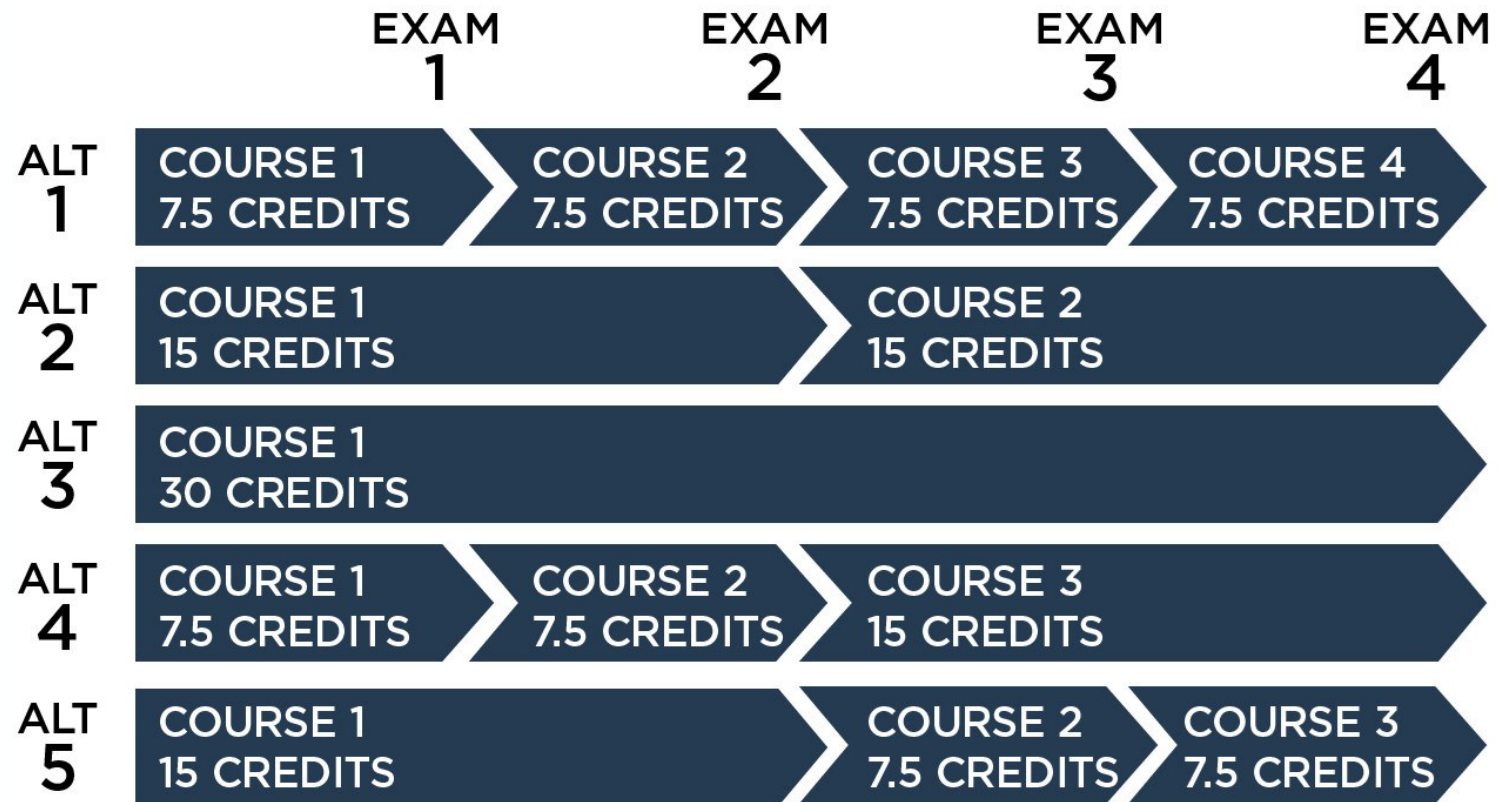 EXAM EXAM EXAM EXAM
1 2 3 4
ALT
1
COURSE 1
7.5 CREDITS
COURSE 2
7.5 CREDITS
COURSE 3
7.5 CREDITS
COURSE 4
7.5 CREDITS
ALT
2
COURSE 1
15 CREDITS
COURSE 2
15 CREDITS
ALT
3
COURSE 1
30 CREDITS
ALT
4
COURSE 1
7.5 CREDITS
COURSE 2
7.5 CREDITS
COURSE 3
15 CREDITS
ALT
5
COURSE 1
15 CREDITS
COURSE 2
7.5 CREDITS
COURSE 3
7.5 CREDITS